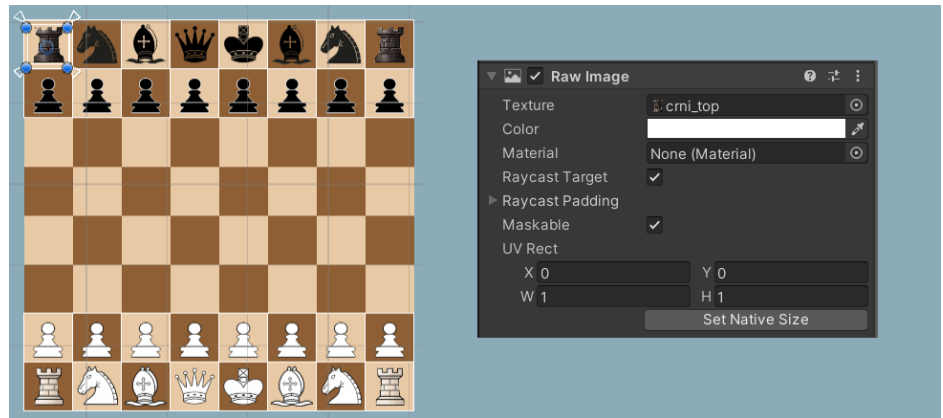 Raw Image
Texture crni_top
Color
Material None (Material)
Raycast Target
Raycast Padding
Maskable
UV Rect
X 0 Y 0
W 1 H 1
Set Native Size